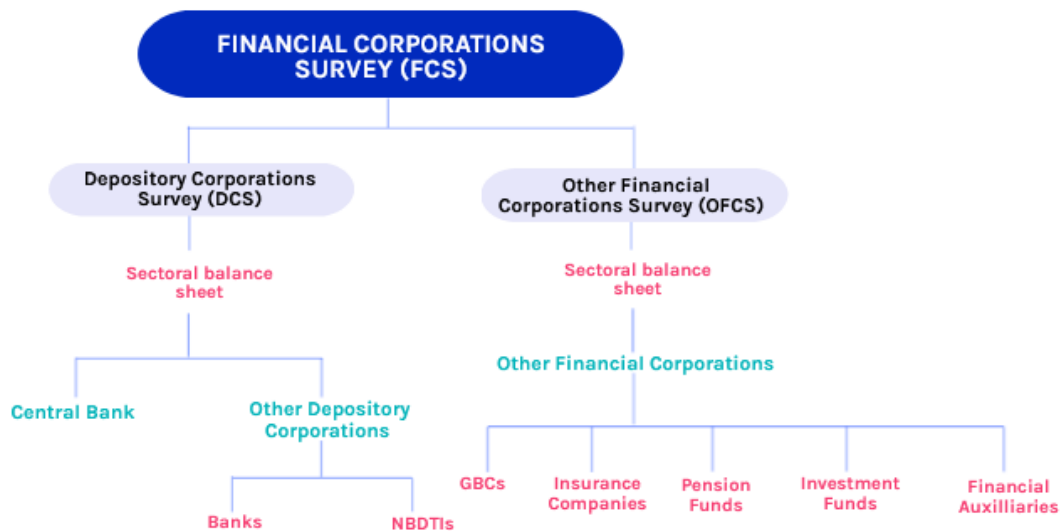 FINANCIAL CORPORATIONS
SURVEY (FCS)
Depository Corporations
Survey (DCS)
Other Financial
Corporations Survey (OFCS)
Sectoral balance
sheet
Sectoral balance
sheet
Other Financial Corporations
Central Bank
Other Depository
Corporations
GBCs
Insurance
Companies
Pension
Funds
Investment
Funds
Financial
Auxilliaries
Banks
NBDTIs